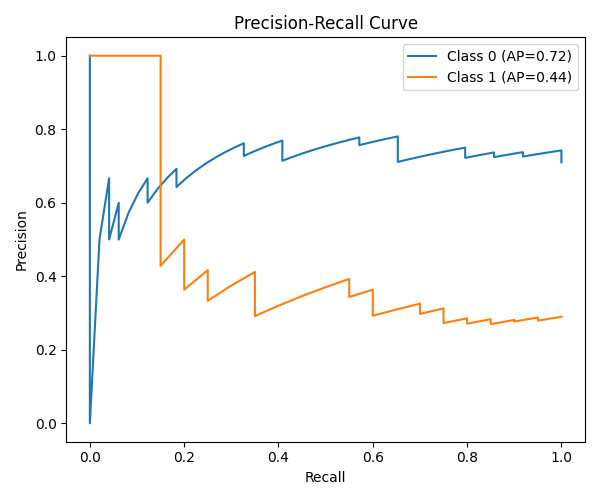 Precision-Recall Curve
Class 0 (AP=0.72)
Class 1 (AP=0.44)
Precision
1.0
0.8
0.6
0.4
0.2
0.0
0.0 0.2 0.4 0.6 0.8 1.0
Recall